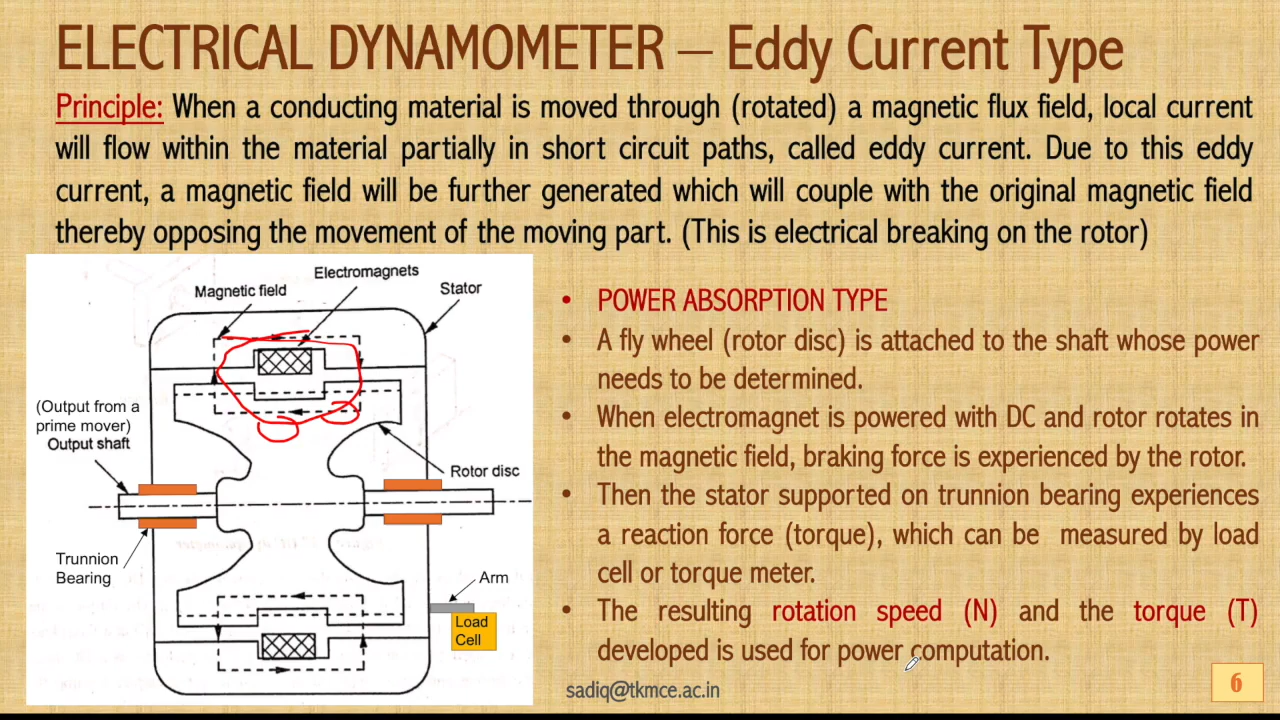 ELECTRICAL DYNAMOMETER – Eddy Current Type
Principle: When a conducting material is moved through (rotated) a magnetic flux field, local current
will flow within the material partially in short circuit paths, called eddy current. Due to this eddy
current, a magnetic field will be further generated which will couple with the original magnetic field
thereby opposing the movement of the moving part. (This is electrical breaking on the rotor)
Electromagnets
Magnetic field
Stator
(Output from a
prime mover)
Output shaft
Rotor disc
Trunnion
Bearing
Arm
Load
Cell
• POWER ABSORPTION TYPE
• A fly wheel (rotor disc) is attached to the shaft whose power
needs to be determined.
• When electromagnet is powered with DC and rotor rotates in
the magnetic field, braking force is experienced by the rotor.
• Then the stator supported on trunnion bearing experiences
a reaction force (torque), which can be measured by load
cell or torque meter.
• The resulting rotation speed (N) and the torque (T)
developed is used for power computation.
sadiq@tkmce.ac.in
6